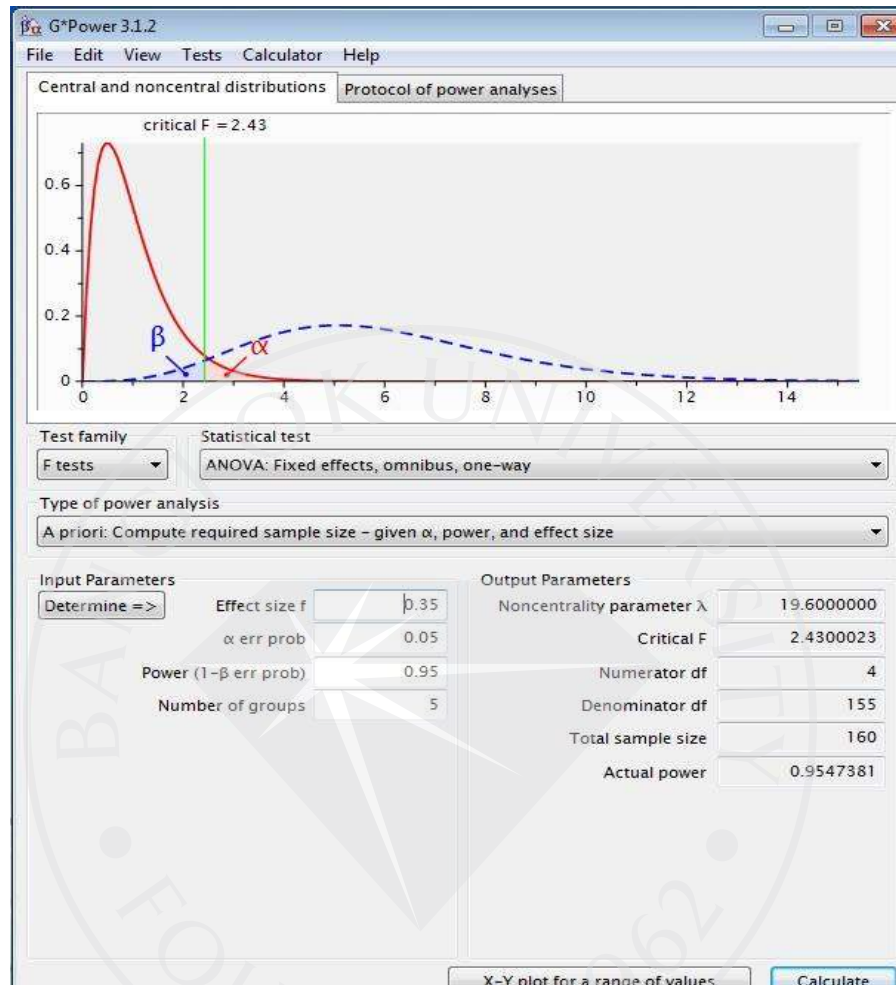 βα G*Power 3.1.2
File Edit View Tests Calculator Help
Central and noncentral distributions Protocol of power analyses
critical F = 2.43
0.6
0.4
0.2
β α
0
0 2 4 6 8 10 12 14
Test family Statistical test
F tests ANOVA: Fixed effects, omnibus, one-way
Type of power analysis
A priori: Compute required sample size – given α, power, and effect size
Input Parameters Output Parameters
Determine => Effect size f 0.35 Noncentrality parameter λ 19.6000000
α err prob 0.05 Critical F 2.4300023
Power (1-β err prob) 0.95 Numerator df 4
Number of groups 5 Denominator df 155
Total sample size 160
Actual power 0.9547381
X-Y plot for a range of values Calculate
BANGKOK UNIVERSITY